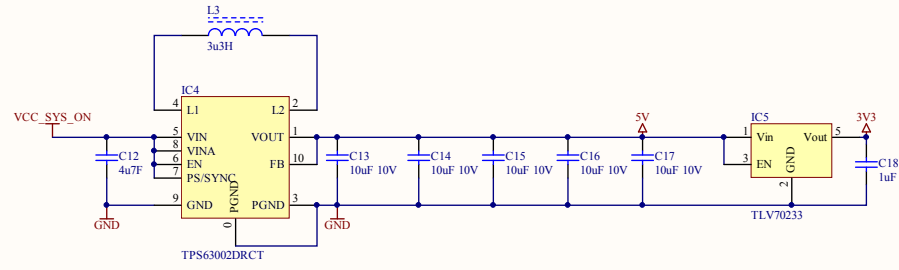 L3
3u3H
IC4
4 L1 L2 2
VCC_SYS_ON
5 VIN VOUT 1
8 VINA
6 EN FB 10
7 PS/SYNC
9 GND PGND PGND 3
0
TPS63002DRCT
C12
4u7F
GND
GND
C13
10uF 10V
C14
10uF 10V
C15
10uF 10V
C16
10uF 10V
5V
C17
10uF 10V
IC5
1 Vin Vout 5
3 EN GND
2
TLV70233
3V3
C18
1uF